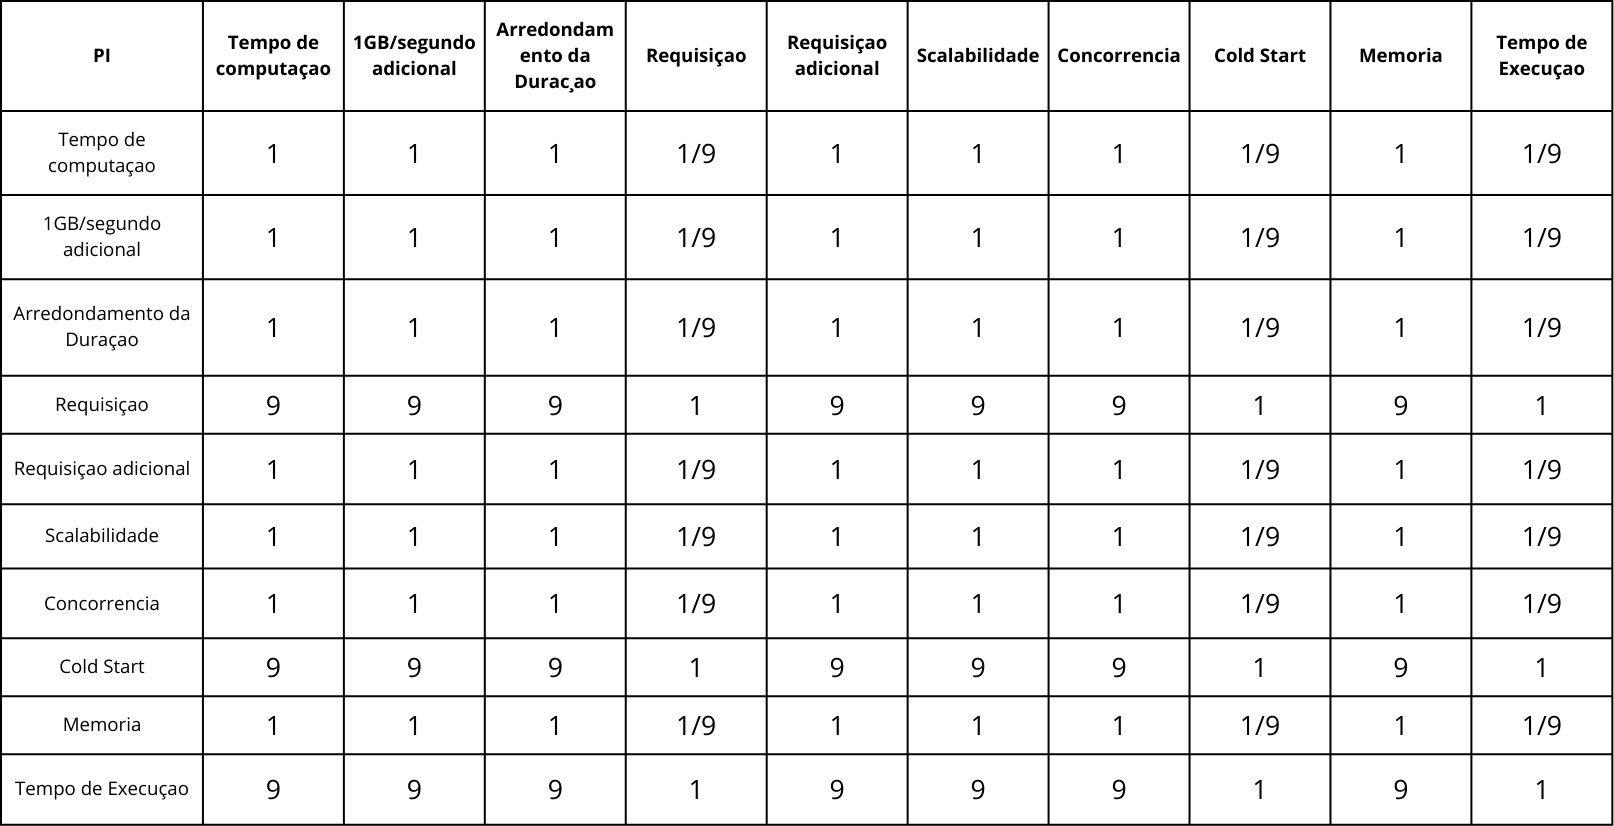 PI Tempo de computaçao 1GB/segundo adicional Arredondam ento da Duraç̧ao Requisiçao Requisiçao adicional Scalabilidade Concorrencia Cold Start Memoria Tempo de Execuçao
Tempo de computaçao 1 1 1 1/9 1 1 1 1/9 1 1/9
1GB/segundo adicional 1 1 1 1/9 1 1 1 1/9 1 1/9
Arredondamento da Duraçao 1 1 1 1/9 1 1 1 1/9 1 1/9
Requisiçao 9 9 9 1 9 9 9 1 9 1
Requisiçao adicional 1 1 1 1/9 1 1 1 1/9 1 1/9
Scalabilidade 1 1 1 1/9 1 1 1 1/9 1 1/9
Concorrencia 1 1 1 1/9 1 1 1 1/9 1 1/9
Cold Start 9 9 9 1 9 9 9 1 9 1
Memoria 1 1 1 1/9 1 1 1 1/9 1 1/9
Tempo de Execuçao 9 9 9 1 9 9 9 1 9 1